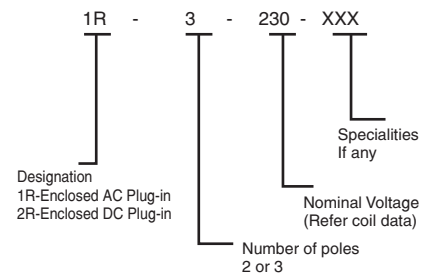 1R - 3 - 230 - XXX
Specialities
If any
Designation
1R-Enclosed AC Plug-in
2R-Enclosed DC Plug-in
Nominal Voltage
(Refer coil data)
Number of poles
2 or 3